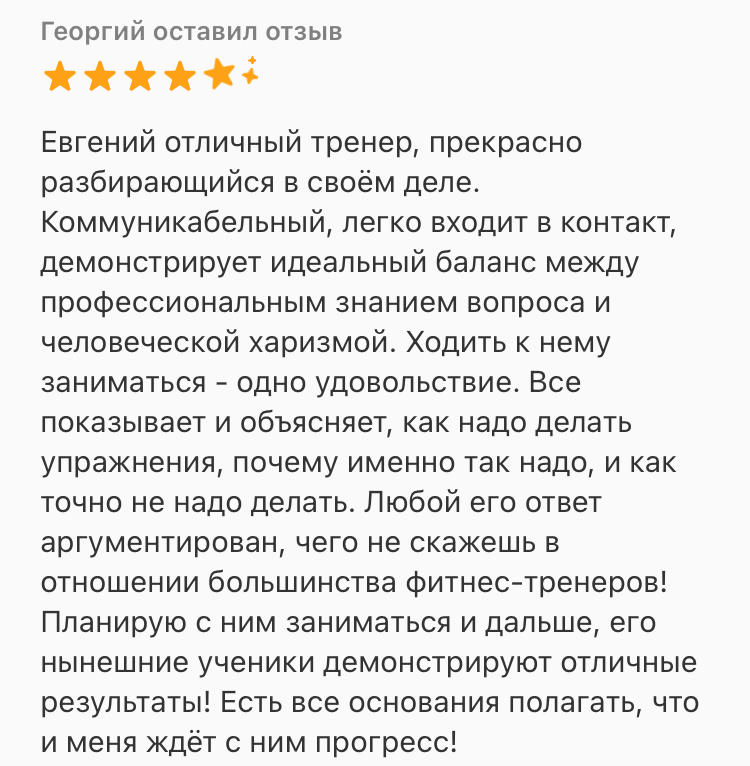 Георгий оставил отзыв
Евгений отличный тренер, прекрасно
разбирающийся в своём деле.
Коммуникабельный, легко входит в контакт,
демонстрирует идеальный баланс между
профессиональным знанием вопроса и
человеческой харизмой. Ходить к нему
заниматься - одно удовольствие. Все
показывает и объясняет, как надо делать
упражнения, почему именно так надо, и как
точно не надо делать. Любой его ответ
аргументирован, чего не скажешь в
отношении большинства фитнес-тренеров!
Планирую с ним заниматься и дальше, его
нынешние ученики демонстрируют отличные
результаты! Есть все основания полагать, что
и меня ждёт с ним прогресс!